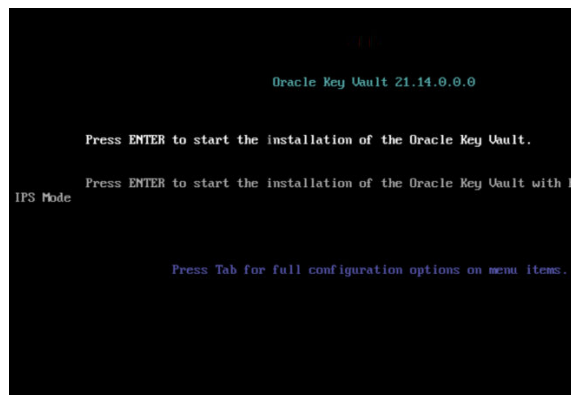 Oracle Key Vault 21.14.0.0.0
Press ENTER to start the installation of the Oracle Key Vault.
Press ENTER to start the installation of the Oracle Key Vault with
IPS Mode
Press Tab for full configuration options on menu items.